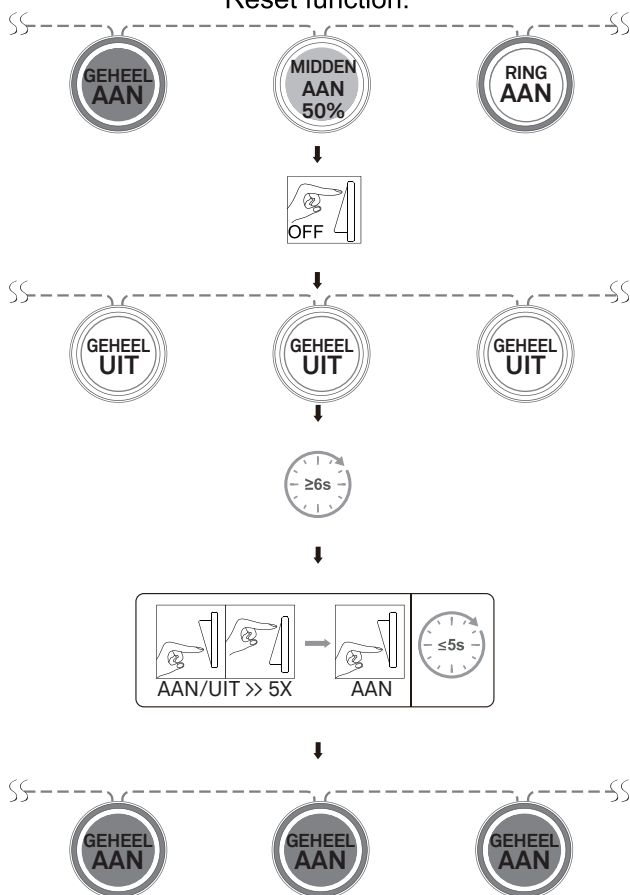 Reset function:
GEHEEL
AAN
MIDDEN
AAN
50%
RING
AAN
OFF
GEHEEL
UIT
GEHEEL
UIT
GEHEEL
UIT
≥6s
≤5s
AAN/UIT >> 5X
AAN
GEHEEL
AAN
GEHEEL
AAN
GEHEEL
AAN